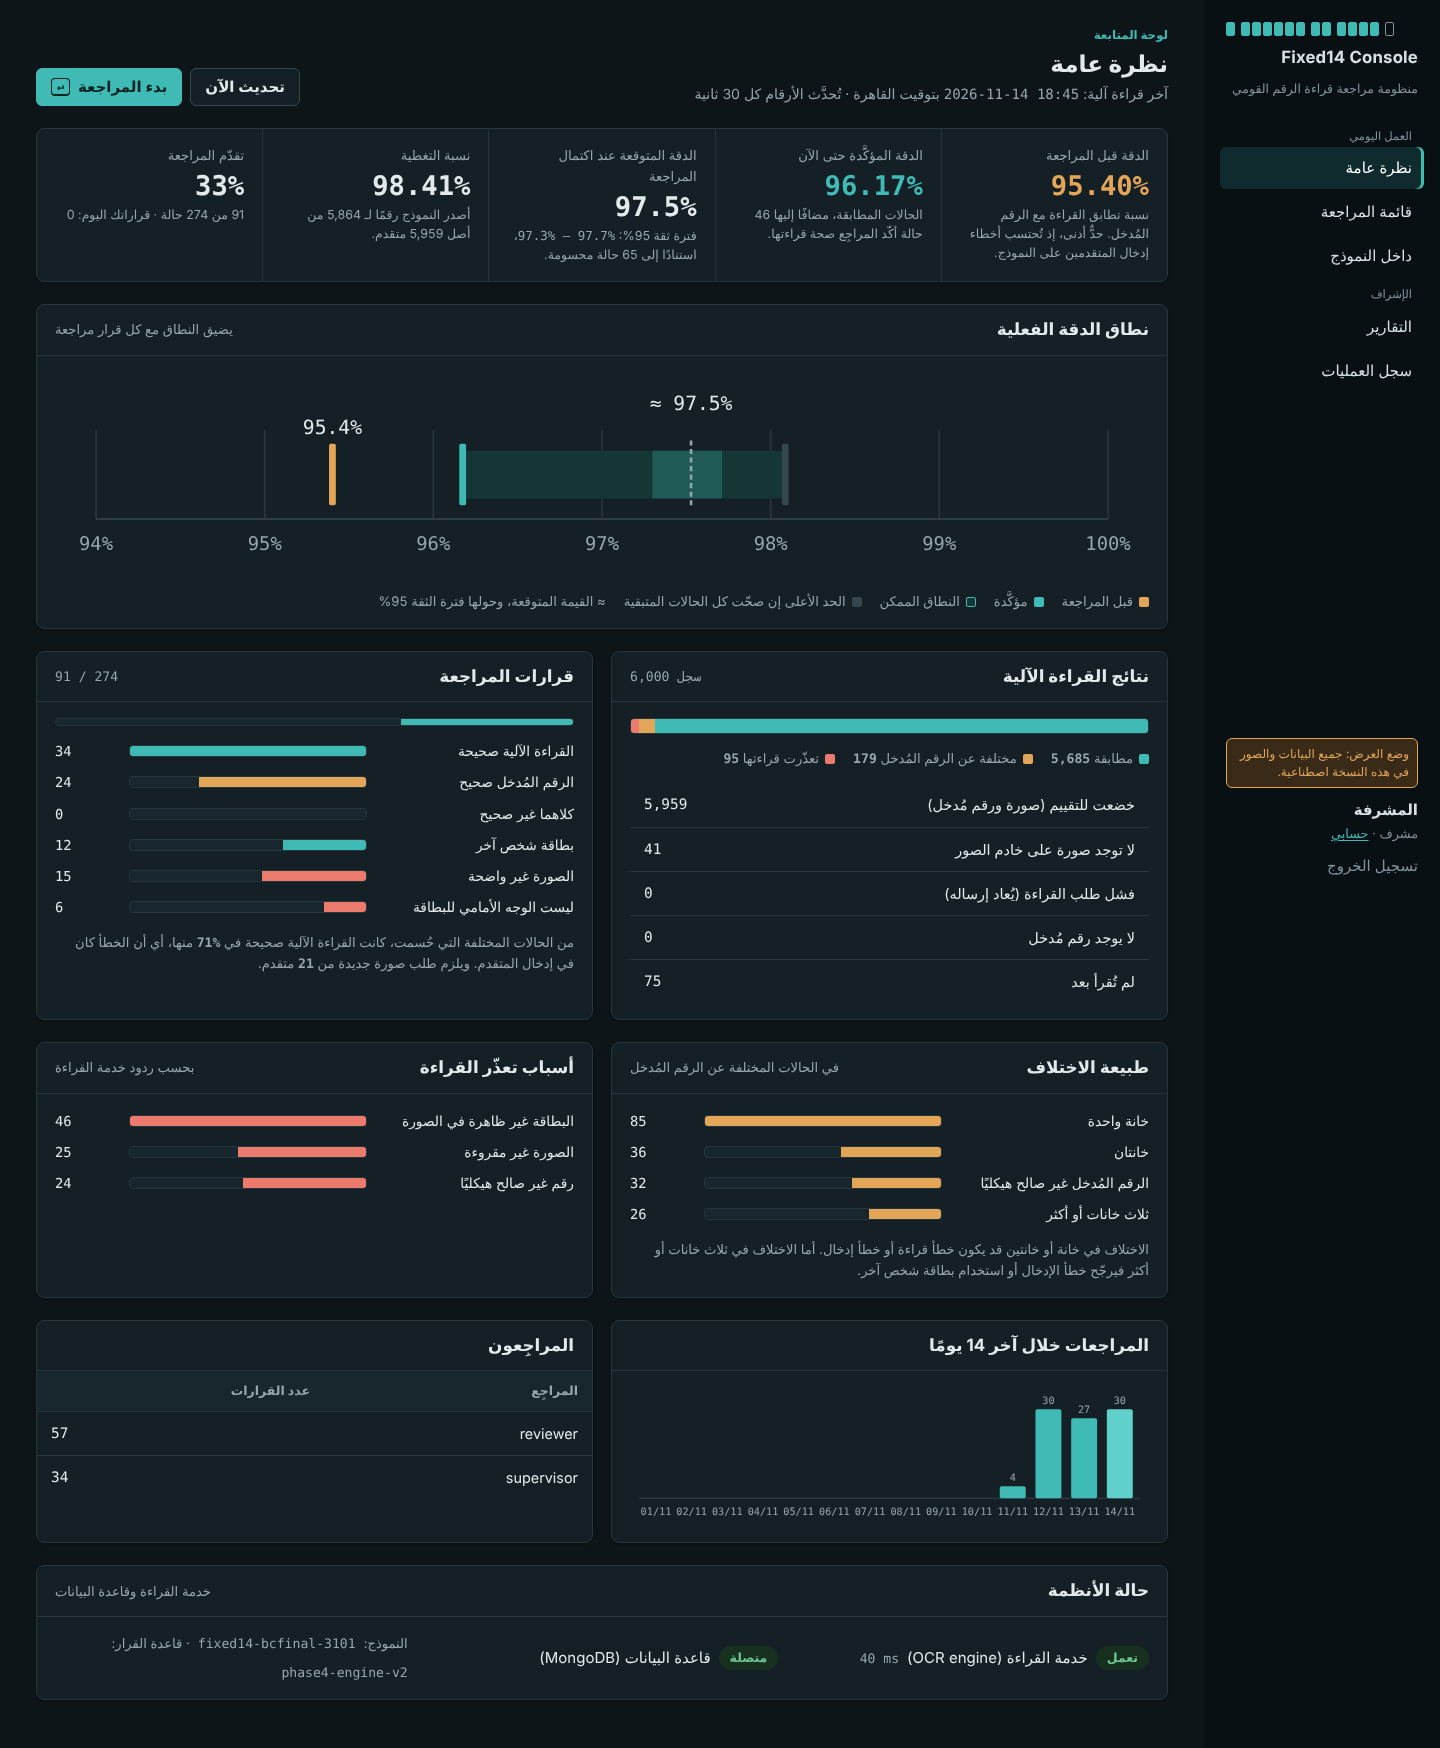 Fixed14 Console
منظومة مراجعة قراءة الرقم القومي
العمل اليومي
نظرة عامة
قائمة المراجعة
داخل النموذج
الإشراف
التقارير
سجل العمليات
وضع العرض: جميع البيانات والصور
في هذه النسخة اصطناعية.
المشرفة
مشرف · حسابي
تسجيل الخروج
لوحة المتابعة
نظرة عامة
آخر قراءة آلية: 2026-11-14 18:45 بتوقيت القاهرة · تُحدَّث الأرقام كل 30 ثانية
تحديث الآن
بدء المراجعة ↵
الدقة قبل المراجعة
95.40%
نسبة تطابق القراءة مع الرقم
المُدخل. حدٌّ أدنى، إذ تُحتسب أخطاء
إدخال المتقدمين على النموذج.
الدقة المؤكَّدة حتى الآن
96.17%
الحالات المطابقة، مضافًا إليها 46
حالة أكّد المراجِع صحة قراءتها.
الدقة المتوقعة عند اكتمال
المراجعة
97.5%
فترة ثقة 95%: 97.3% – 97.7%،
استنادًا إلى 65 حالة محسومة.
نسبة التغطية
98.41%
أصدر النموذج رقمًا لـ 5,864 من
أصل 5,959 متقدم.
تقدّم المراجعة
33%
91 من 274 حالة · قراراتك اليوم: 0
نطاق الدقة الفعلية
يضيق النطاق مع كل قرار مراجعة
≈ 97.5%
95.4%
94% 95% 96% 97% 98% 99% 100%
قبل المراجعة مؤكَّدة النطاق الممكن الحد الأعلى إن صحّت كل الحالات المتبقية ≈ القيمة المتوقعة، وحولها فترة الثقة 95%
نتائج القراءة الآلية
6,000 سجل
مطابقة 5,685 مختلفة عن الرقم المُدخل 179 تعذّرت قراءتها 95
خضعت للتقييم (صورة ورقم مُدخل) 5,959
لا توجد صورة على خادم الصور 41
فشل طلب القراءة (يُعاد إرساله) 0
لا يوجد رقم مُدخل 0
لم تُقرأ بعد 75
قرارات المراجعة
91 / 274
القراءة الآلية صحيحة 34
الرقم المُدخل صحيح 24
كلاهما غير صحيح 0
بطاقة شخص آخر 12
الصورة غير واضحة 15
ليست الوجه الأمامي للبطاقة 6
من الحالات المختلفة التي حُسمت، كانت القراءة الآلية صحيحة في 71% منها، أي أن الخطأ كان
في إدخال المتقدم. ويلزم طلب صورة جديدة من 21 متقدم.
طبيعة الاختلاف
في الحالات المختلفة عن الرقم المُدخل
خانة واحدة 85
خانتان 36
الرقم المُدخل غير صالح هيكليًا 32
ثلاث خانات أو أكثر 26
الاختلاف في خانة أو خانتين قد يكون خطأ قراءة أو خطأ إدخال. أما الاختلاف في ثلاث خانات أو
أكثر فيرجّح خطأ الإدخال أو استخدام بطاقة شخص آخر.
أسباب تعذّر القراءة
بحسب ردود خدمة القراءة
البطاقة غير ظاهرة في الصورة 46
الصورة غير مقروءة 25
رقم غير صالح هيكليًا 24
المراجعات خلال آخر 14 يومًا
4 30 27 30
01/11 02/11 03/11 04/11 05/11 06/11 07/11 08/11 09/11 10/11 11/11 12/11 13/11 14/11
المراجِعون
المراجِع عدد القرارات
reviewer 57
supervisor 34
حالة الأنظمة
خدمة القراءة وقاعدة البيانات
تعمل خدمة القراءة (OCR engine) 40 ms
متصلة قاعدة البيانات (MongoDB)
النموذج: fixed14-bcfinal-3101 · قاعدة القرار:
phase4-engine-v2